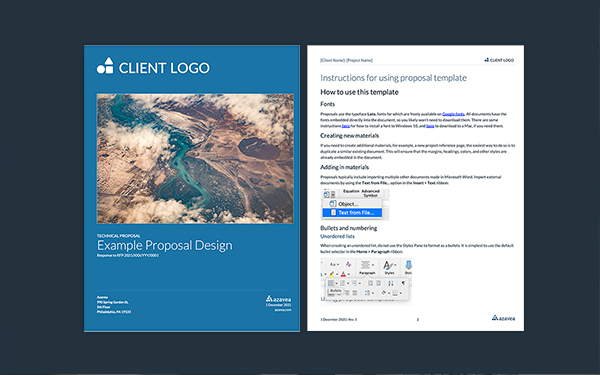 CLIENT LOGO
TECHNICAL PROPOSAL
Example Proposal Design
Response to RFP 2021/XXX/YYY/0001
Azavea
990 Spring Garden St.
5th Floor
Philadelphia, PA 19123
azavea
1 December 2021
azavea.com
[Client Name] | [Project Name]
CLIENT LOGO
Instructions for using proposal template
How to use this template
Fonts
Proposals use the typeface Lato, fonts for which are freely available on Google Fonts. All documents have the
fonts embedded directly into the document, so you likely won't need to download them. There are some
instructions here for how to install a font to Windows 10, and here to download to a Mac, if you need them.
Creating new materials
If you need to create additional materials, for example, a new project reference page, the easiest way to do so is to
duplicate a similar existing document. This will ensure that the margins, headings, colors, and other styles are
already embedded in the document.
Adding in materials
Proposals typically include importing multiple other documents made in Microsoft Word. Import external
documents by using the Text from File... option in the Insert > Text ribbon:
Equation Advanced
Symbol
Object...
Text from File...
Bullets and numbering
Unordered lists
When creating an unordered list, do not use the Styles Pane to format as a bullets. It is simplest to use the default
bullet selector in the Home > Paragraph ribbon:
Paragraph
Styles
Bullets
1 December 2021 | Rev. 1
2
azavea